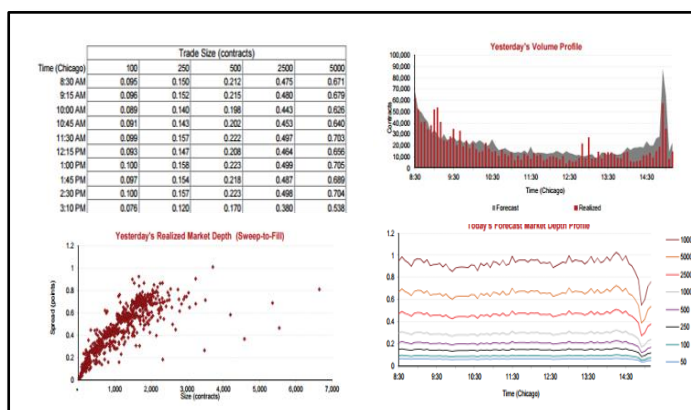 Trade Size (contracts)
Time (Chicago) 100 250 500 2500 5000
8:30 AM 0.095 0.150 0.212 0.475 0.671
9:15 AM 0.096 0.152 0.215 0.480 0.679
10:00 AM 0.089 0.140 0.198 0.443 0.626
10:45 AM 0.091 0.143 0.202 0.453 0.640
11:30 AM 0.099 0.157 0.222 0.497 0.703
12:15 PM 0.093 0.147 0.208 0.464 0.656
1:00 PM 0.100 0.158 0.223 0.499 0.705
1:45 PM 0.097 0.154 0.218 0.487 0.689
2:30 PM 0.100 0.157 0.223 0.498 0.704
3:10 PM 0.076 0.120 0.170 0.380 0.538
Yesterday's Volume Profile
Contracts
100,000
90,000
80,000
70,000
60,000
50,000
40,000
30,000
20,000
10,000
0
8:30 9:30 10:30 11:30 12:30 13:30 14:30
Time (Chicago)
Forecast Realized
Yesterday's Realized Market Depth (Sweep-to-Fill)
Spread (points)
1.2
1
0.8
0.6
0.4
0.2
0
- 1,000 2,000 3,000 4,000 5,000 6,000 7,000
Size (contracts)
Today's Forecast Market Depth Profile
1.2
1
0.8
0.6
0.4
0.2
0
8:30 9:30 10:30 11:30 12:30 13:30 14:30
Time (Chicago)
5000
2500
500
250
100
50